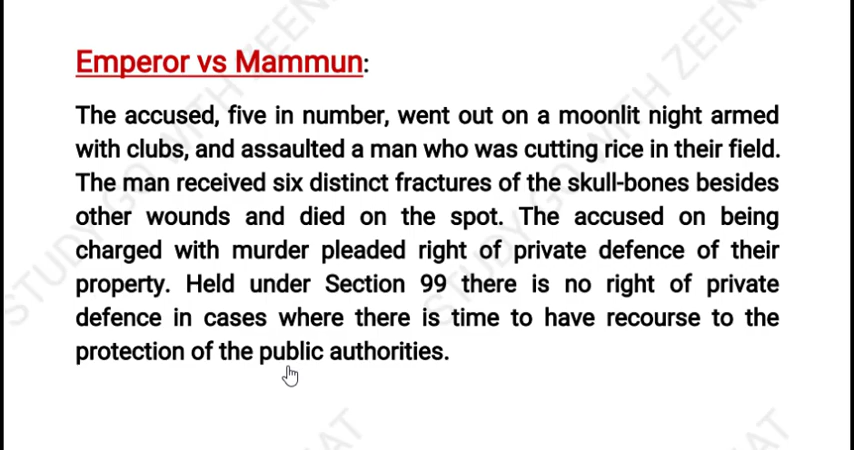 Emperor vs Mammun:
The accused, five in number, went out on a moonlit night armed
with clubs, and assaulted a man who was cutting rice in their field.
The man received six distinct fractures of the skull-bones besides
other wounds and died on the spot. The accused on being
charged with murder pleaded right of private defence of their
property. Held under Section 99 there is no right of private
defence in cases where there is time to have recourse to the
protection of the public authorities.